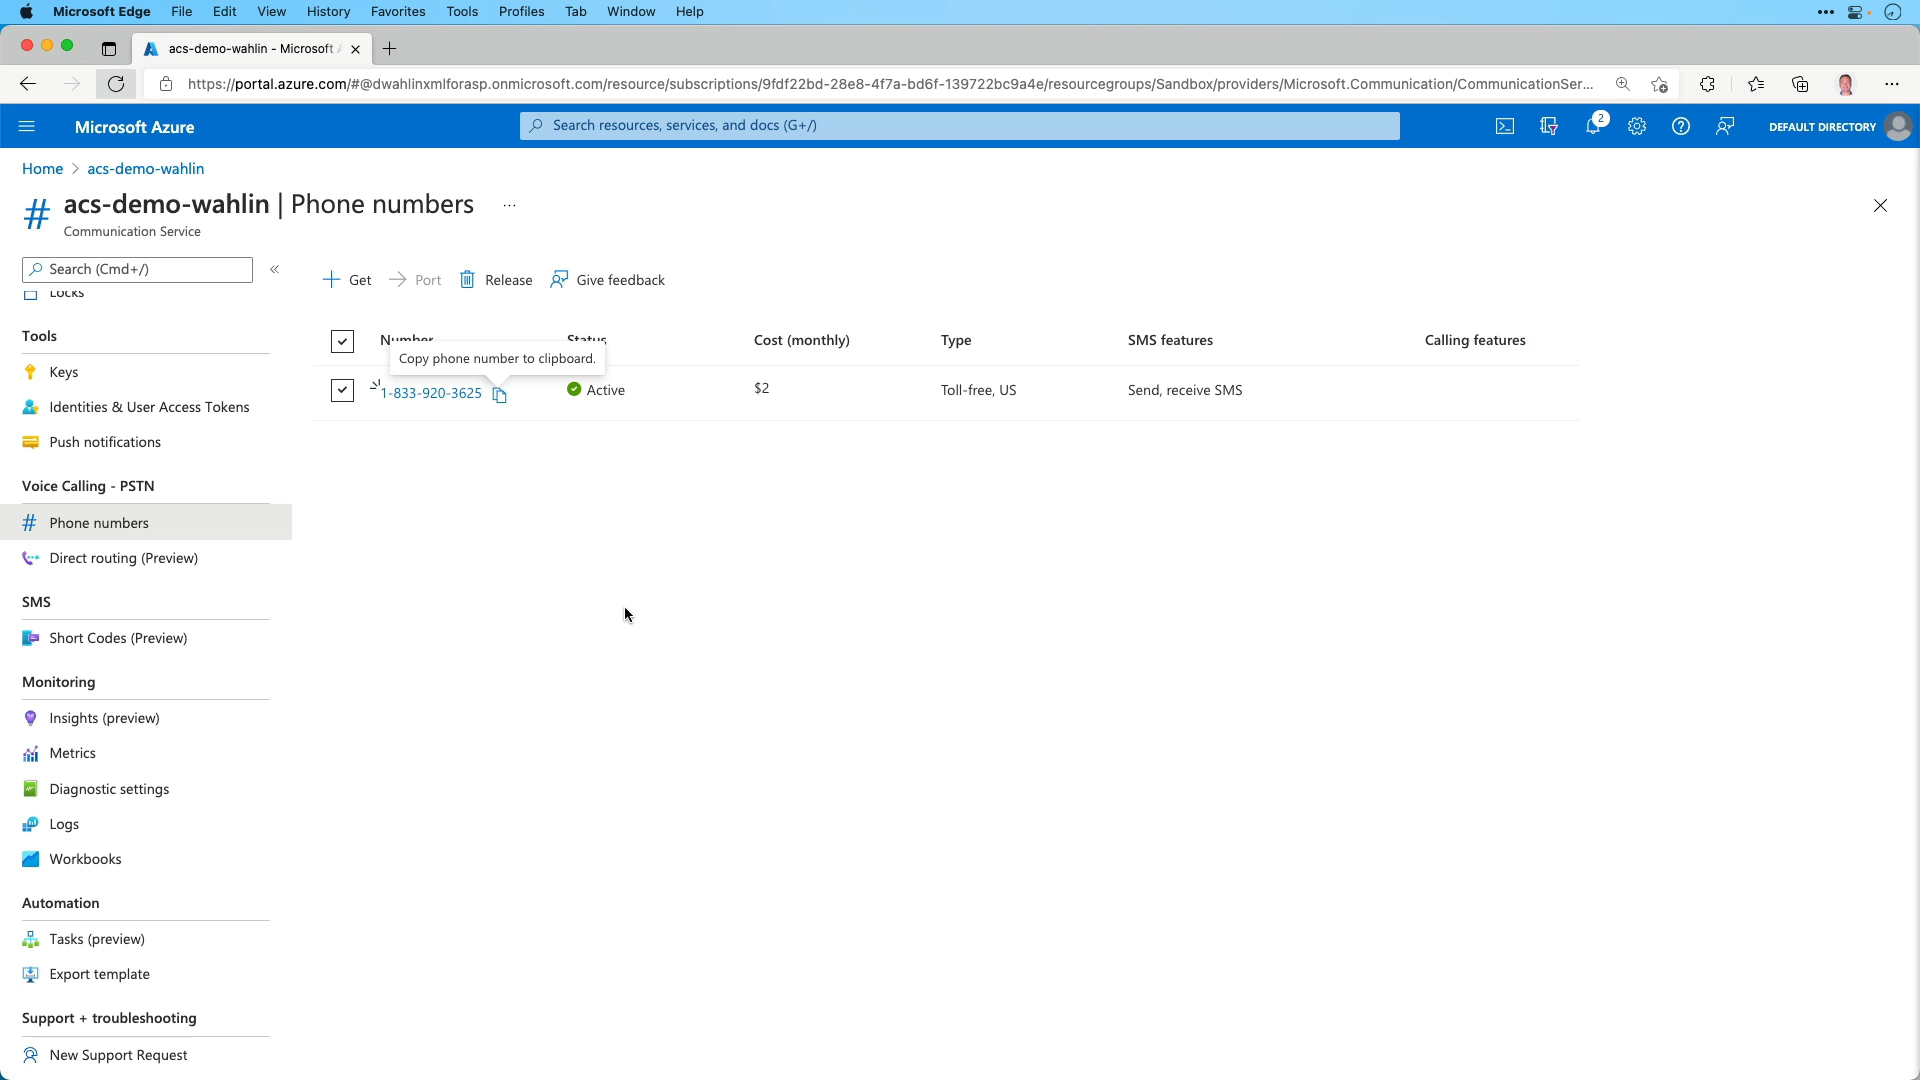 Microsoft Edge File Edit View History Favorites Tools Profiles Tab Window Help
acs-demo-wahlin - Microsoft
https://portal.azure.com/#@dwahlinxmlforasp.onmicrosoft.com/resource/subscriptions/9fdf22bd-28e8-4f7a-bd6f-139722bc9a4e/resourcegroups/Sandbox/providers/Microsoft.Communication/CommunicationSer...
Microsoft Azure
Search resources, services, and docs (G+/)
2
DEFAULT DIRECTORY
Home > acs-demo-wahlin
# acs-demo-wahlin | Phone numbers ...
Communication Service
Search (Cmd+/)
«
Get Port Release Give feedback
Locks
Tools
Keys
Identities & User Access Tokens
Push notifications
Voice Calling - PSTN
# Phone numbers
Direct routing (Preview)
SMS
Short Codes (Preview)
Monitoring
Insights (preview)
Metrics
Diagnostic settings
Logs
Workbooks
Automation
Tasks (preview)
Export template
Support + troubleshooting
New Support Request
Number Status Cost (monthly) Type SMS features Calling features
Copy phone number to clipboard.
1-833-920-3625 Active $2 Toll-free, US Send, receive SMS